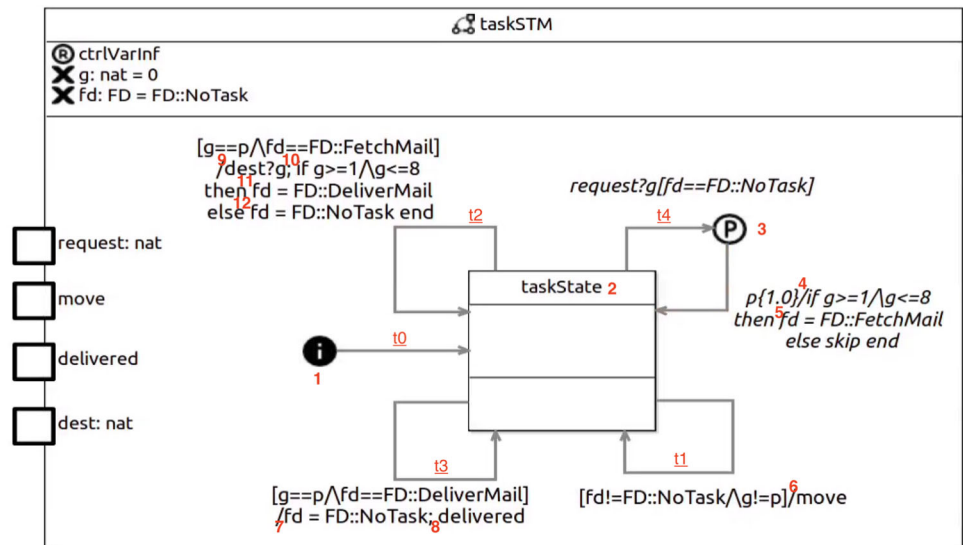 taskSTM
R ctrlVarInf
g: nat = 0
fd: FD = FD::NoTask
[g==p/\fd==FD::FetchMail]
9 10
/dest?g; if g>=1/\g<=8
11
then fd = FD::DeliverMail
12
else fd = FD::NoTask end
request?g[fd==FD::NoTask]
t2
t4
P 3
request: nat
move
delivered
dest: nat
taskState 2
4
p{1.0}/if g>=1/\g<=8
5
then fd = FD::FetchMail
else skip end
t0
i
1
t3
t1
[g==p/\fd==FD::DeliverMail]
/fd = FD::NoTask; delivered
7 8
6
[fd!=FD::NoTask/\g!=p]/move